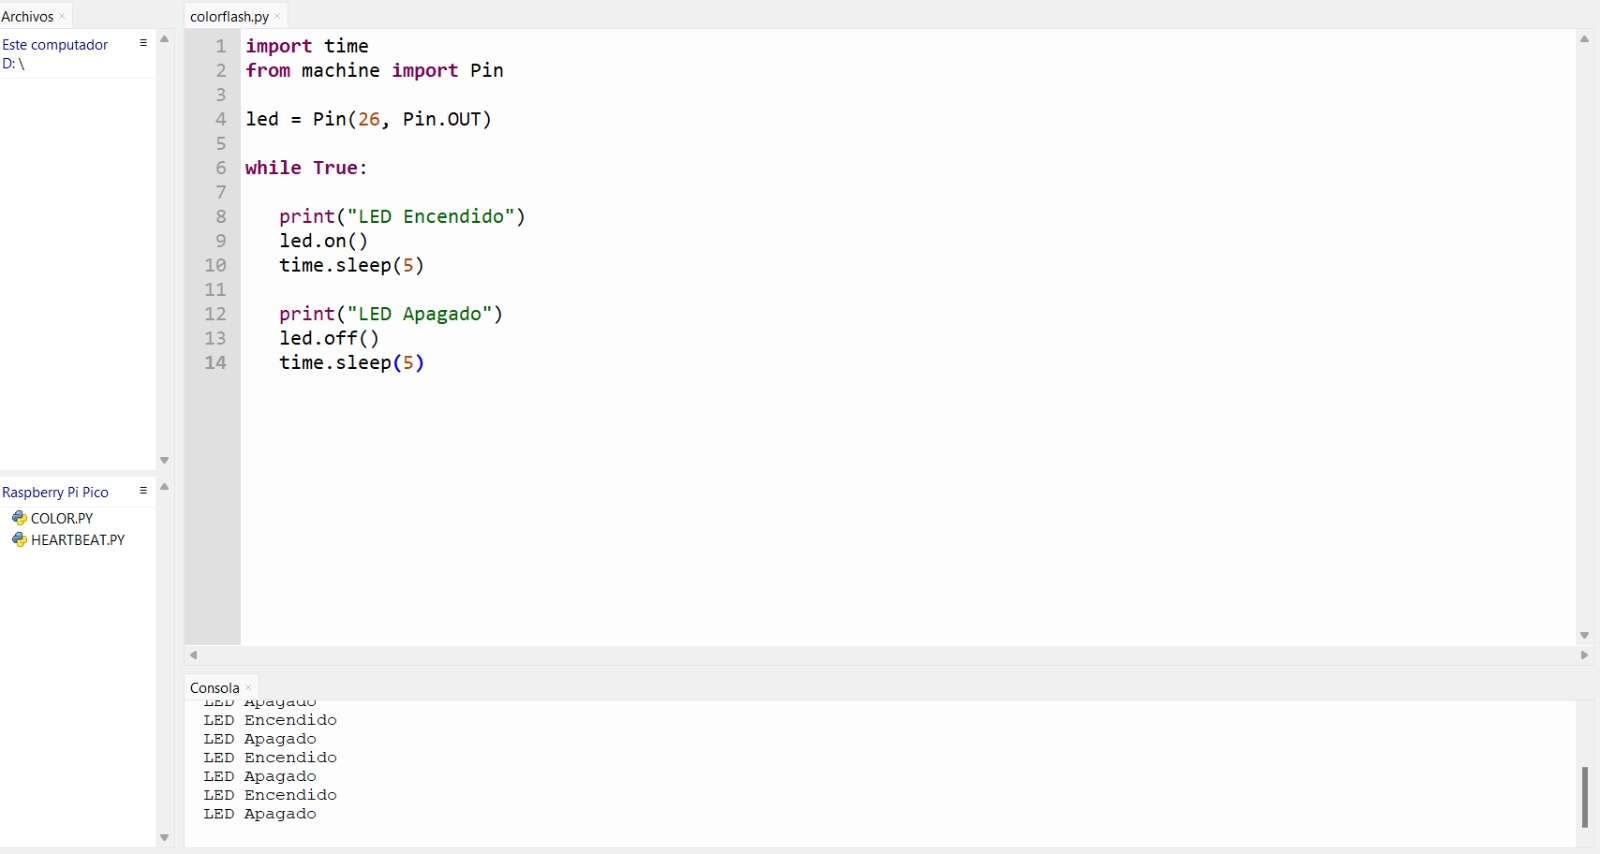 Archivos
Este computador
D: \
Raspberry Pi Pico
COLOR.PY
HEARTBEAT.PY
colorflash.py
1 import time
2 from machine import Pin
3
4 led = Pin(26, Pin.OUT)
5
6 while True:
7
8    print("LED Encendido")
9    led.on()
10    time.sleep(5)
11
12    print("LED Apagado")
13    led.off()
14    time.sleep(5)
Consola
LED Apagado
LED Encendido
LED Apagado
LED Encendido
LED Apagado
LED Encendido
LED Apagado